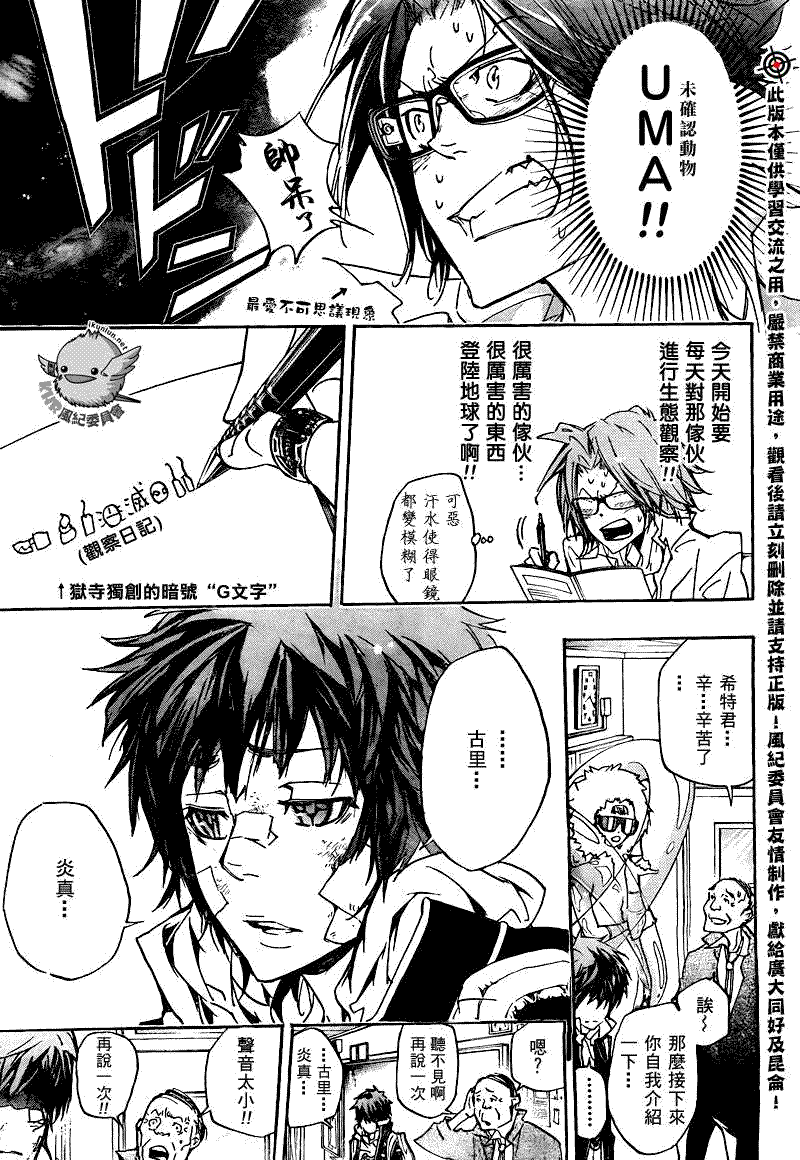 未確認動物
UMA!!
帥呆了
最愛不可思議現象
今天開始要
每天對那傢伙
進行生態觀察!!
很厲害的傢伙…
很厲害的東西
登陸地球了啊!!
可惡
汗水使得眼鏡
都變模糊了
ikunlun.net
KHR風紀委員會
油滅
(觀察日記)
↑獄寺獨創的暗號“G文字”
希特君
辛…辛苦了
……
誒～
那麼接下來
你自我介紹
一下…
………
……
古里…
炎真…
嗯?
聽不見啊
再說一次
…古里…
炎真…
聲音太小!!
再說一次!!
此版本僅供學習交流之用，嚴禁商業用途，觀看後請立刻刪除並請支持正版!風紀委員會友情制作，獻給廣大同好及昆侖!